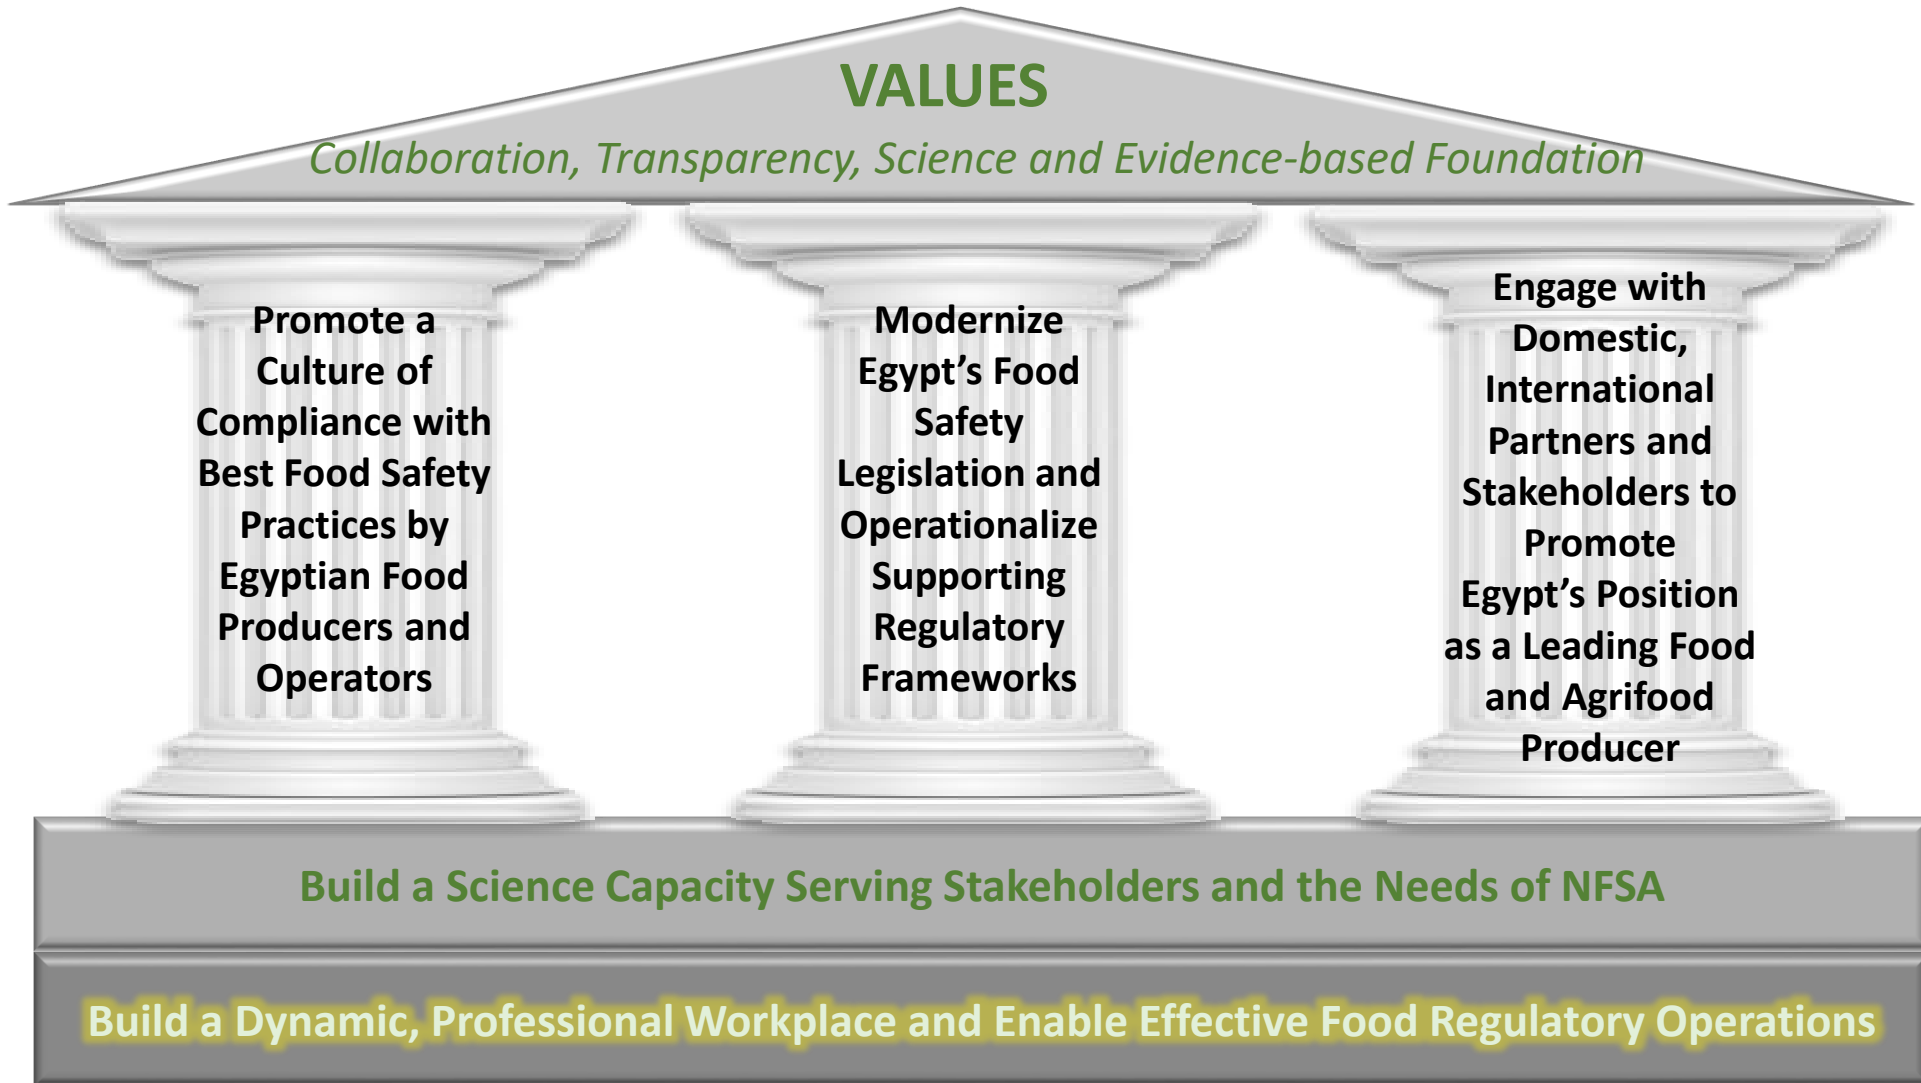 VALUES
Collaboration, Transparency, Science and Evidence-based Foundation
Promote a
Culture of
Compliance with
Best Food Safety
Practices by
Egyptian Food
Producers and
Operators
Modernize
Egypt’s Food
Safety
Legislation and
Operationalize
Supporting
Regulatory
Frameworks
Engage with
Domestic,
International
Partners and
Stakeholders to
Promote
Egypt’s Position
as a Leading Food
and Agrifood
Producer
Build a Science Capacity Serving Stakeholders and the Needs of NFSA
Build a Dynamic, Professional Workplace and Enable Effective Food Regulatory Operations